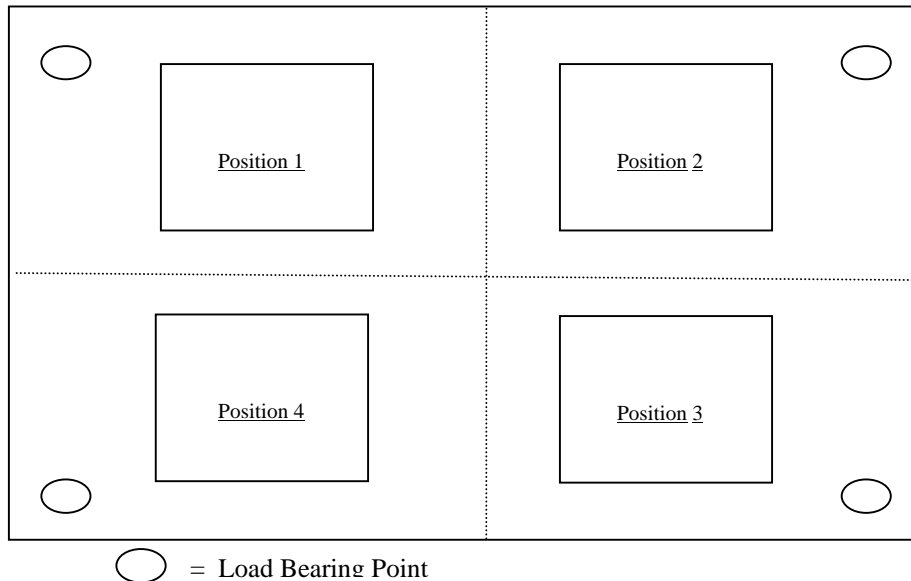 Position 1
Position 2
Position 4
Position 3
= Load Bearing Point